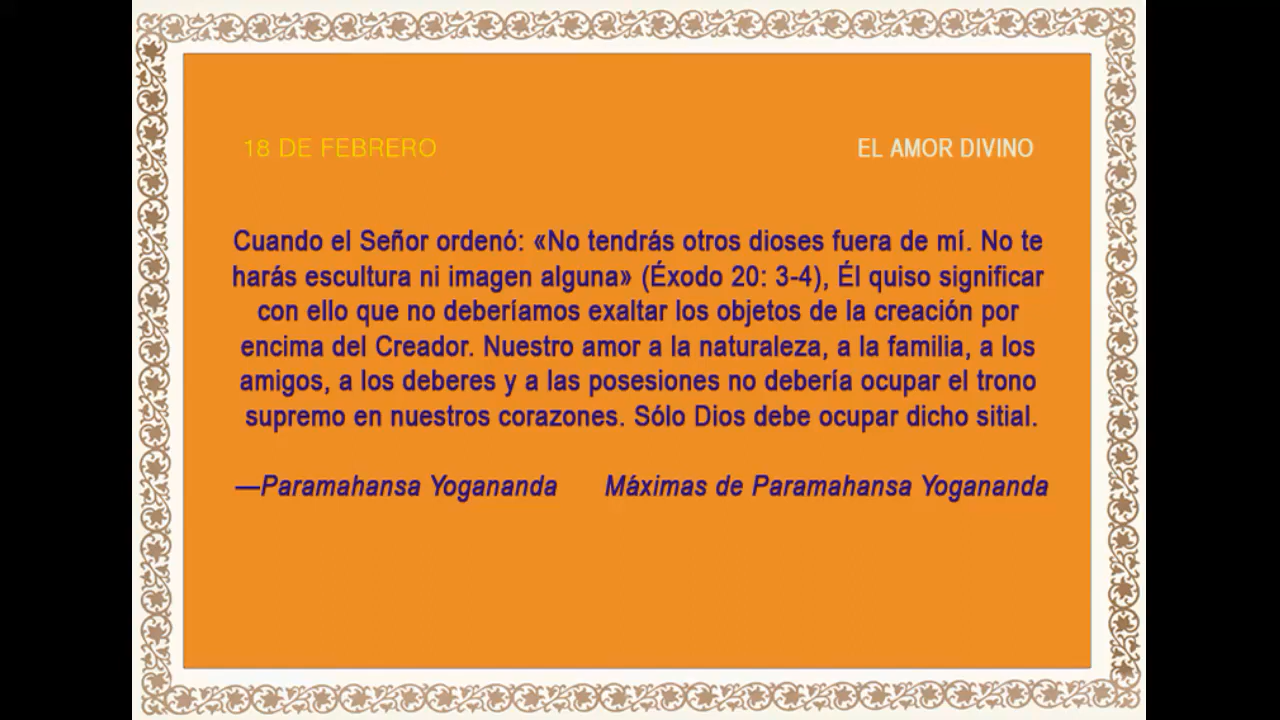 18 DE FEBRERO EL AMOR DIVINO
Cuando el Señor ordenó: «No tendrás otros dioses fuera de mí. No te
harás escultura ni imagen alguna» (Éxodo 20: 3-4), Él quiso significar
con ello que no deberíamos exaltar los objetos de la creación por
encima del Creador. Nuestro amor a la naturaleza, a la familia, a los
amigos, a los deberes y a las posesiones no debería ocupar el trono
supremo en nuestros corazones. Sólo Dios debe ocupar dicho sitial.
—Paramahansa Yogananda Máximas de Paramahansa Yogananda